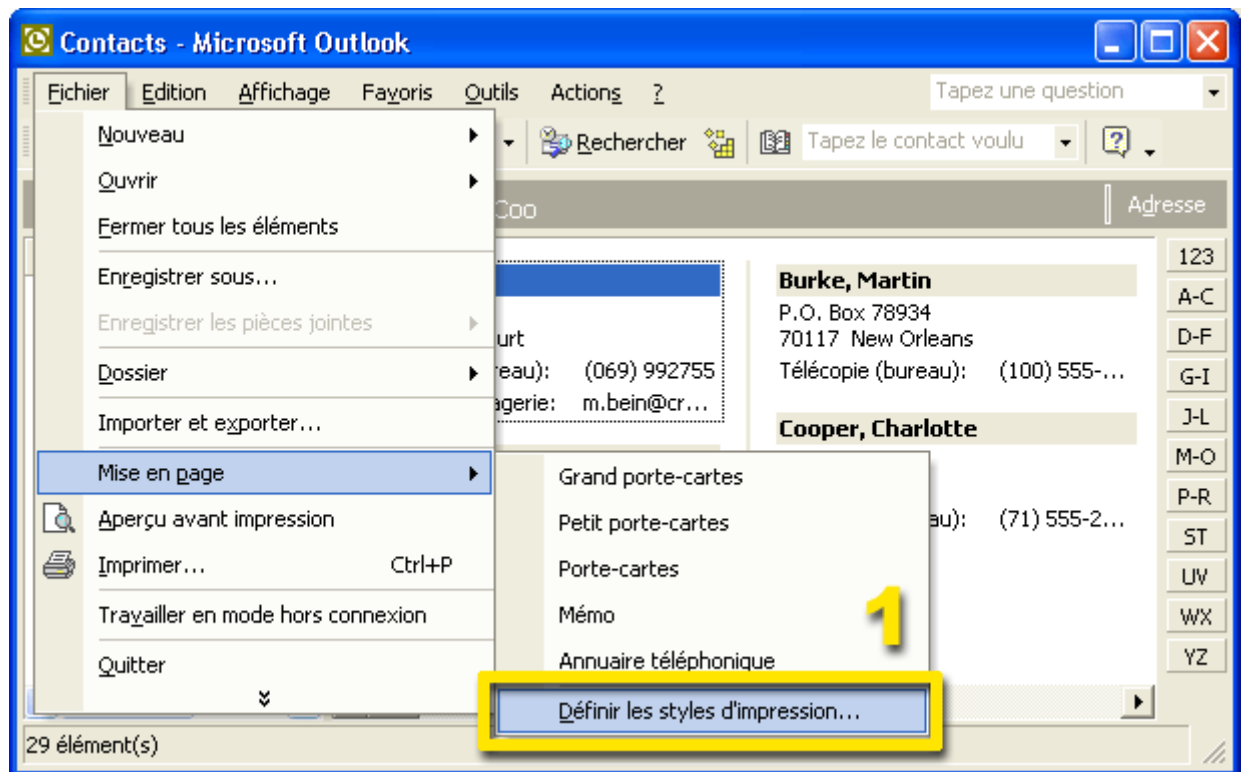 Contacts - Microsoft Outlook
Fichier Edition Affichage Favoris Outils Actions ? Tapez une question
Rechercher Tapez le contact voulu
Coo Adresse
Nouveau
Ouvrir
Fermer tous les éléments
Enregistrer sous...
Enregistrer les pièces jointes
Dossier
Importer et exporter...
Mise en page
Aperçu avant impression
Imprimer... Ctrl+P
Travailler en mode hors connexion
Quitter
urt
eau): (069) 992755
agerie: m.bein@cr...
Burke, Martin
P.O. Box 78934
70117 New Orleans
Télécopie (bureau): (100) 555-...
Cooper, Charlotte
au): (71) 555-2...
Grand porte-cartes
Petit porte-cartes
Porte-cartes
Mémo
Annuaire téléphonique
Définir les styles d'impression...
1
123
A-C
D-F
G-I
J-L
M-O
P-R
ST
UV
WX
YZ
29 élément(s)